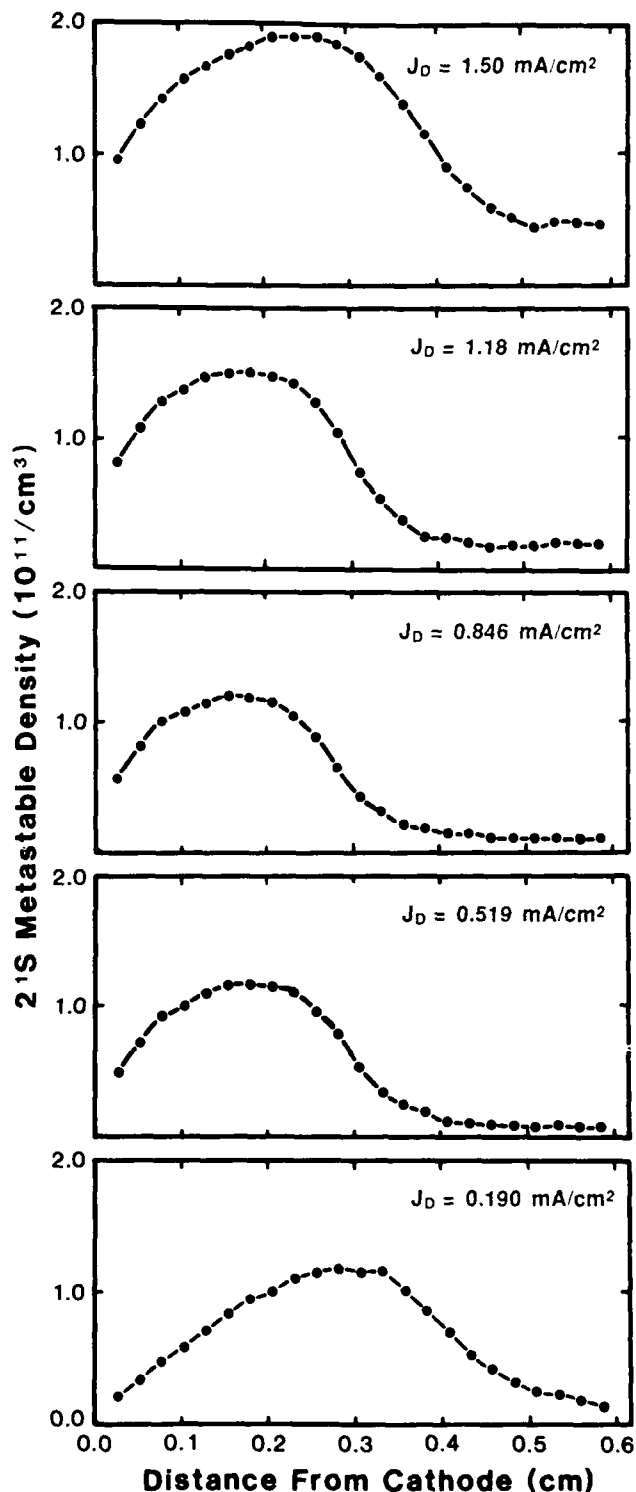 2.0
J_D = 1.50 mA/cm²
1.0
2.0
J_D = 1.18 mA/cm²
1.0
2.0
J_D = 0.846 mA/cm²
1.0
2.0
J_D = 0.519 mA/cm²
1.0
2.0
J_D = 0.190 mA/cm²
1.0
0.0
0.0 0.1 0.2 0.3 0.4 0.5 0.6
Distance From Cathode (cm)
2¹S Metastable Density (10¹¹/cm³)